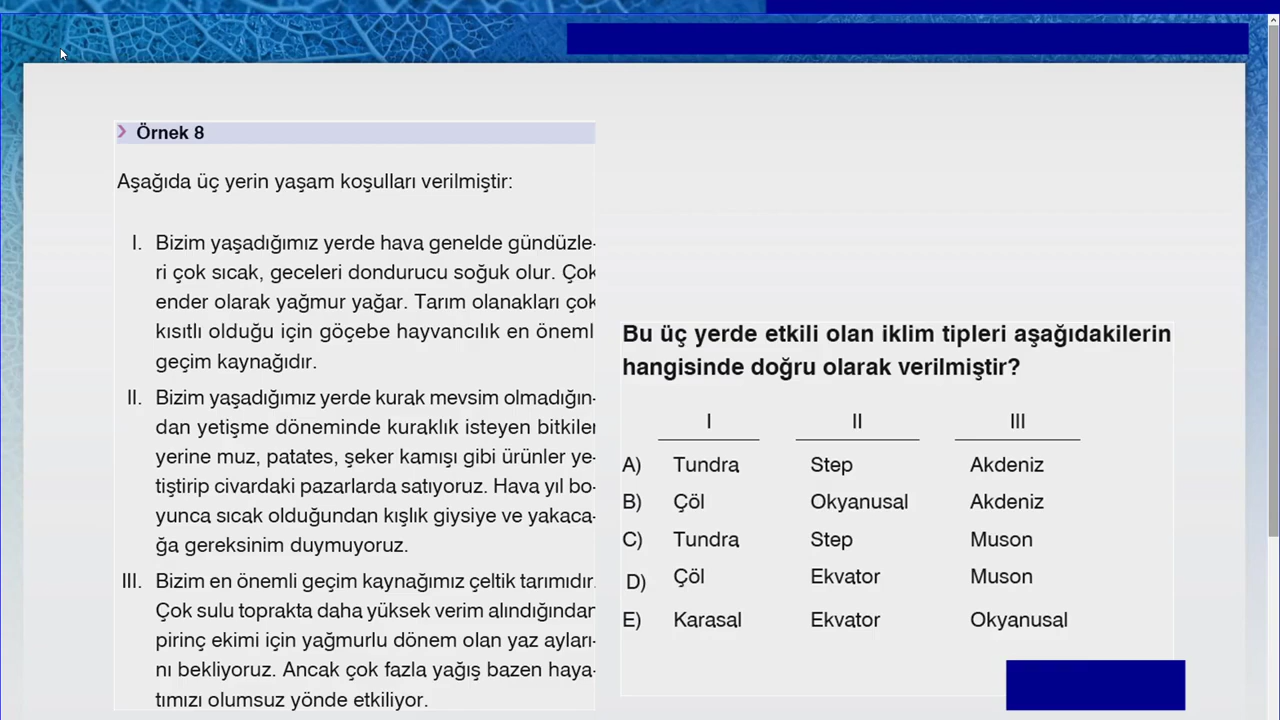 Örnek 8
Aşağıda üç yerin yaşam koşulları verilmiştir:
I. Bizim yaşadığımız yerde hava genelde gündüzle-
ri çok sıcak, geceleri dondurucu soğuk olur. Çok
ender olarak yağmur yağar. Tarım olanakları çok
kısıtlı olduğu için göçebe hayvancılık en öneml
geçim kaynağıdır.
II. Bizim yaşadığımız yerde kurak mevsim olmadığın-
dan yetişme döneminde kuraklık isteyen bitkiler
yerine muz, patates, şeker kamışı gibi ürünler ye-
tiştirip civardaki pazarlarda satıyoruz. Hava yıl bo-
yunca sıcak olduğundan kışlık giysiye ve yakaca-
ğa gereksinim duymuyoruz.
III. Bizim en önemli geçim kaynağımız çeltik tarımıdır.
Çok sulu toprakta daha yüksek verim alındığından
pirinç ekimi için yağmurlu dönem olan yaz ayları-
nı bekliyoruz. Ancak çok fazla yağış bazen haya-
tımızı olumsuz yönde etkiliyor.
Bu üç yerde etkili olan iklim tipleri aşağıdakilerin
hangisinde doğru olarak verilmiştir?
I II III
A) Tundra Step Akdeniz
B) Çöl Okyanusal Akdeniz
C) Tundra Step Muson
D) Çöl Ekvator Muson
E) Karasal Ekvator Okyanusal